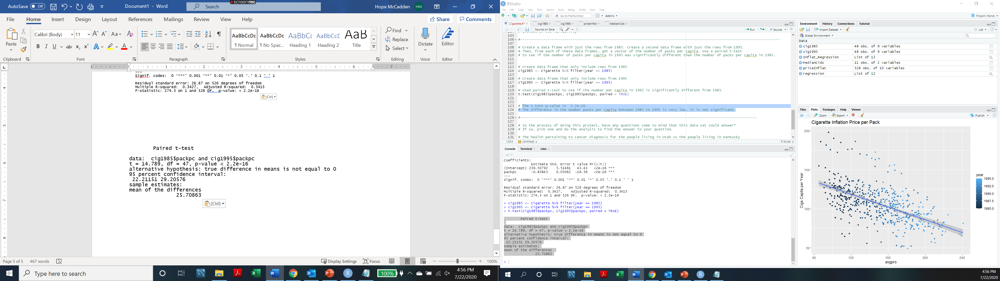 AutoSave Off
Document1 - Word
Search
screenrec
Hope McCadden HM
File Home Insert Design Layout References Mailings Review View Help
Share Comments
Paste
Calibri (Body) 11
AaBbCcDc AaBbCcDc AaBbCc AaBbCcE AaB
¶ Normal ¶ No Spac... Heading 1 Heading 2 Title
Find
Replace
Select
Dictate
Editor
Clipboard Font Paragraph Styles Editing Voice Editor
---
Signif. codes: 0 ‘***’ 0.001 ‘**’ 0.01 ‘*’ 0.05 ‘.’ 0.1 ‘ ’ 1
Residual standard error: 26.87 on 526 degrees of freedom
Multiple R-squared: 0.3427, Adjusted R-squared: 0.3415
F-statistic: 274.3 on 1 and 526 DF, p-value: < 2.2e-16
(Ctrl)
Paired t-test
data: cig1985$packpc and cig1995$packpc
t = 14.789, df = 47, p-value < 2.2e-16
alternative hypothesis: true difference in means is not equal to 0
95 percent confidence interval:
22.21151 29.20576
sample estimates:
mean of the differences
25.70863
(Ctrl)
Page 5 of 5 467 words
Display Settings Focus
100%
Type here to search
100%
4:56 PM
7/22/2020
RStudio
File Edit Code View Plots Session Build Debug Profile Tools Help
Go to file/function Addins
Project: (None)
Cigarette.R* cig1985 cig1995 priceInflat MedianCids
Source on Save
Run Source
105
106 #
107
108 # Create a data frame with just the rows from 1985. Create a second data frame with just the rows from 1995.
109 # Then, from each of these data frames, get a vector of the number of packs per capita. Use a paired t-test
110 # to see if the number of packs per capita in 1995 was significantly different than the number of packs per capita in 1985.
111
112
113 # Create data frame that only include rows from 1985
114 cig1985 <- Cigarette %>% filter(year == 1985)
115
116 # Create data frame that only include rows from 1995
117 cig1995 <- Cigarette %>% filter(year == 1995)
118
119 # Used paired t-test to see if the number per capita in 1995 is significantly different from 1985.
120 t.test(cig1985$packpc, cig1995$packpc, paired = TRUE)
121
122
123 # The t.test p-value is 2.2e-16.
124 # The difference in the number packs per Capita between 1985 to 1995 is very low, it is not significant.
125
126 #
127
128 # In the process of doing this project, have any questions come to mind that this data set could answer?
129 # If so, pick one and do the analysis to find the answer to your question.
130
131 # The health pertaining to cancer diagnosis for the people living in Utah vs the people living in Kentucky
123:3 (Untitled) R Script
Console Terminal Jobs
~/
Coefficients:
Estimate Std. Error t value Pr(>|t|)
(Intercept) 239.50792 5.51461 43.43 <2e-16 ***
packpc -0.83843 0.05062 -16.56 <2e-16 ***
---
Signif. codes: 0 ‘***’ 0.001 ‘**’ 0.01 ‘*’ 0.05 ‘.’ 0.1 ‘ ’ 1
Residual standard error: 26.87 on 526 degrees of freedom
Multiple R-squared: 0.3427, Adjusted R-squared: 0.3415
F-statistic: 274.3 on 1 and 526 DF, p-value: < 2.2e-16
> cig1985 <- Cigarette %>% filter(year == 1985)
> cig1995 <- Cigarette %>% filter(year == 1995)
> t.test(cig1985$packpc, cig1995$packpc, paired = TRUE)
Paired t-test
data: cig1985$packpc and cig1995$packpc
t = 14.789, df = 47, p-value < 2.2e-16
alternative hypothesis: true difference in means is not equal to 0
95 percent confidence interval:
22.21151 29.20576
sample estimates:
mean of the differences
25.70863
>
Environment History Connections Tutorial
Import Dataset
List
Global Environment
Data
cig1985 48 obs. of 9 variables
cig1995 48 obs. of 9 variables
Inflat_Regression List of 12
MedianCids 11 obs. of 2 variables
priceInflat 528 obs. of 10 variables
regression List of 12
Files Plots Packages Help Viewer
Zoom Export Publish
Cigarette Inflation Price per Pack
Cigs Capita per Year
200
150
100
50
80 120 160 200 240
avgprs
year
1995.0
1992.5
1990.0
1987.5
1985.0
4:56 PM
7/22/2020